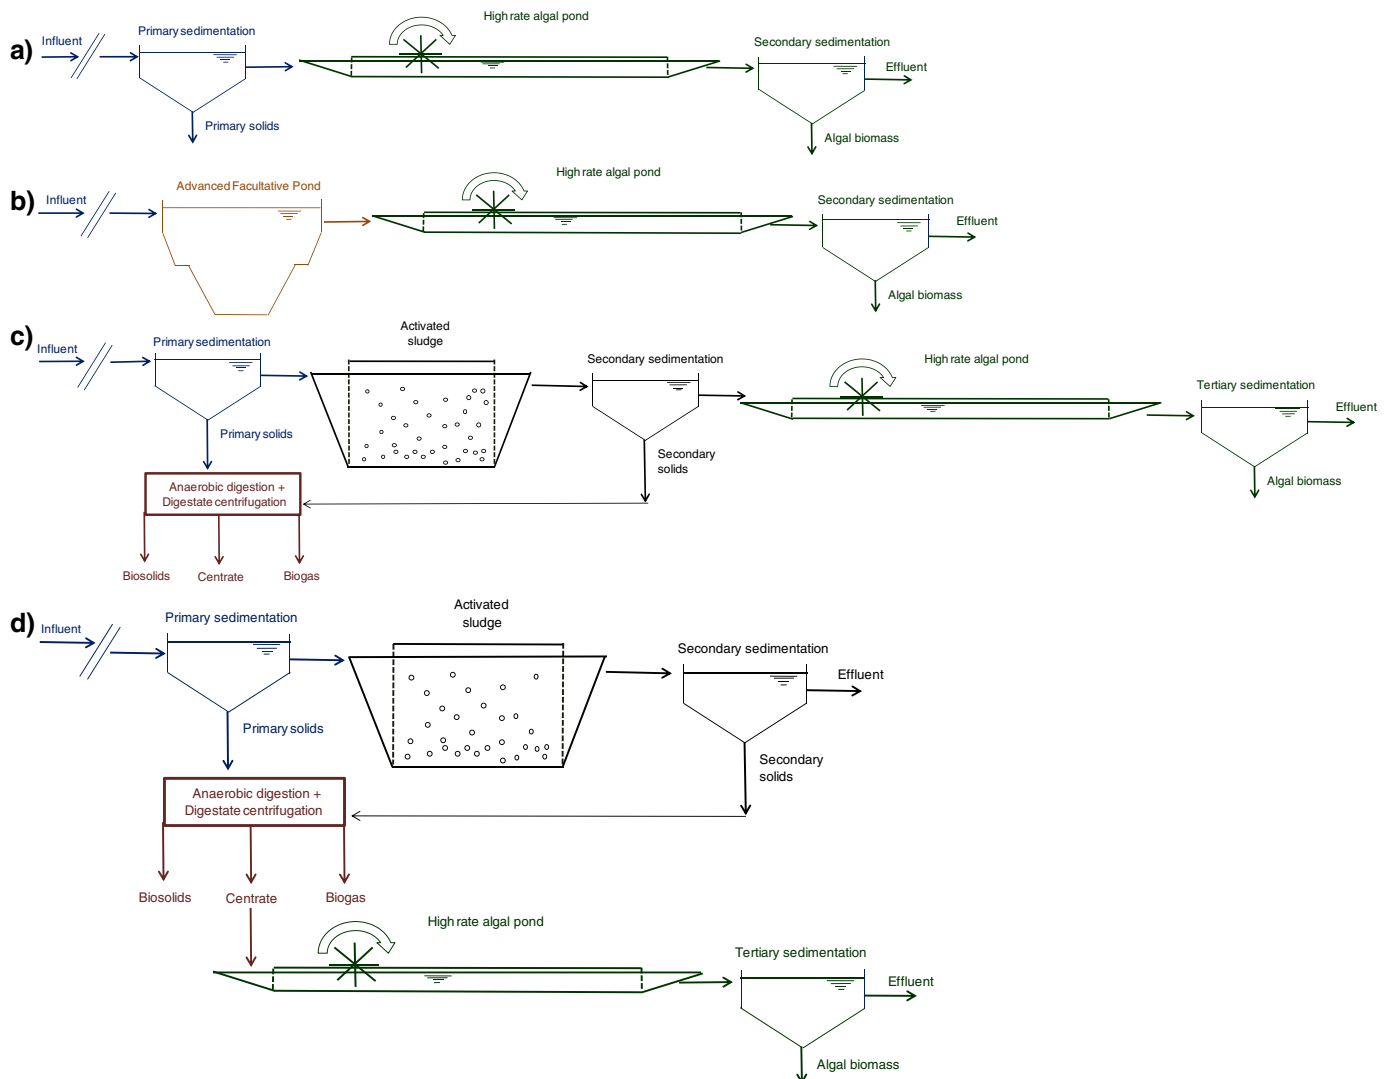 a)
Influent
Primary sedimentation
High rate algal pond
Secondary sedimentation
Effluent
Primary solids
Algal biomass
b)
Influent
Advanced Facultative Pond
High rate algal pond
Secondary sedimentation
Effluent
Algal biomass
c)
Influent
Primary sedimentation
Activated
sludge
Secondary sedimentation
High rate algal pond
Tertiary sedimentation
Effluent
Primary solids
Secondary
solids
Algal biomass
Anaerobic digestion +
Digestate centrifugation
Biosolids
Centrate
Biogas
d)
Influent
Primary sedimentation
Activated
sludge
Secondary sedimentation
Effluent
Primary solids
Secondary
solids
Anaerobic digestion +
Digestate centrifugation
Biosolids
Centrate
Biogas
High rate algal pond
Tertiary sedimentation
Effluent
Algal biomass